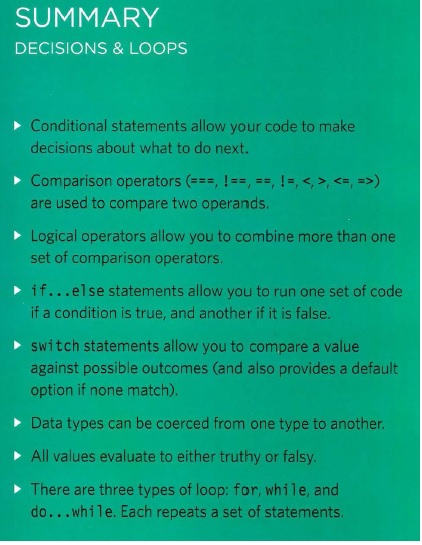 SUMMARY
DECISIONS & LOOPS
▶ Conditional statements allow your code to make
decisions about what to do next.
▶ Comparison operators (===, !==, ==, !=, <, >, <=, =>)
are used to compare two operands.
▶ Logical operators allow you to combine more than one
set of comparison operators.
▶ if...else statements allow you to run one set of code
if a condition is true, and another if it is false.
▶ switch statements allow you to compare a value
against possible outcomes (and also provides a default
option if none match).
▶ Data types can be coerced from one type to another.
▶ All values evaluate to either truthy or falsy.
▶ There are three types of loop: for, while, and
do...while. Each repeats a set of statements.